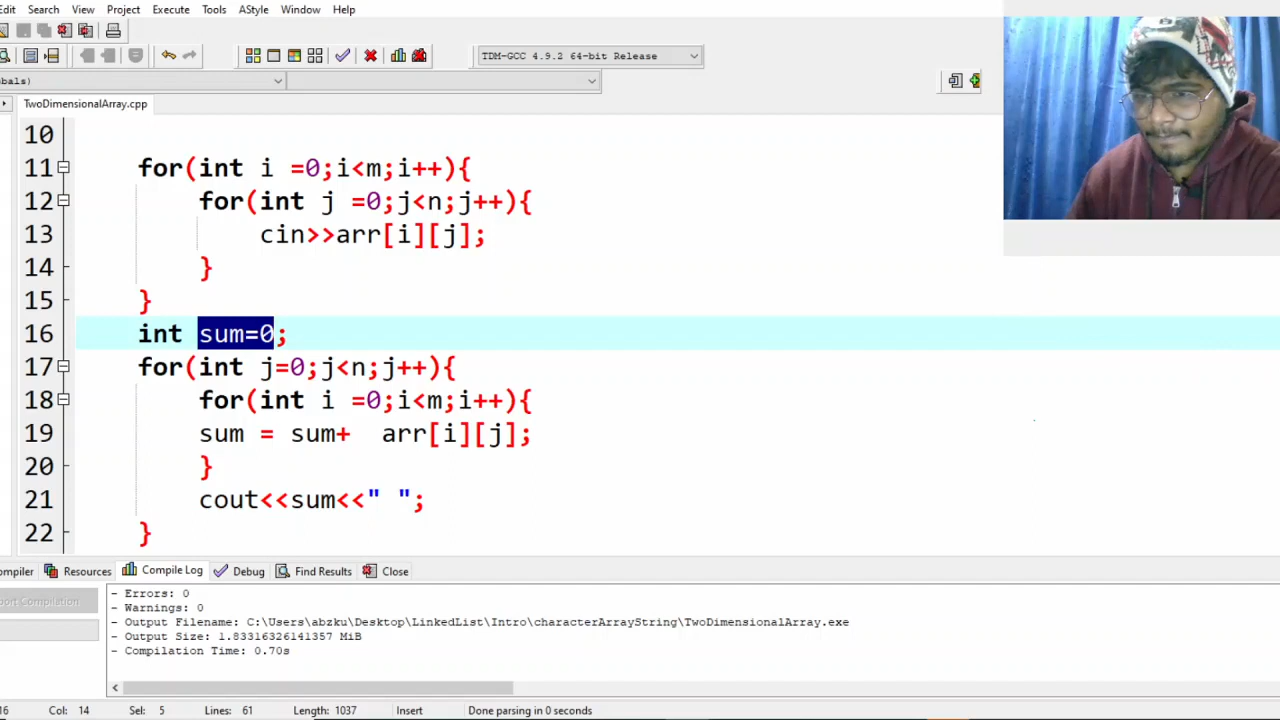 Edit Search View Project Execute Tools AStyle Window Help
TDM-GCC 4.9.2 64-bit Release
bals)
TwoDimensionalArray.cpp
10
11 for(int i =0;i<m;i++){
12 for(int j =0;j<n;j++){
13 cin>>arr[i][j];
14 }
15 }
16 int sum=0;
17 for(int j=0;j<n;j++){
18 for(int i =0;i<m;i++){
19 sum = sum+  arr[i][j];
20 }
21 cout<<sum<<" ";
22 }
ompiler Resources Compile Log Debug Find Results Close
ort Compilation
- Errors: 0
- Warnings: 0
- Output Filename: C:\Users\abzku\Desktop\LinkedList\Intro\characterArrayString\TwoDimensionalArray.exe
- Output Size: 1.83316326141357 MiB
- Compilation Time: 0.70s
16 Col: 14 Sel: 5 Lines: 61 Length: 1037 Insert Done parsing in 0 seconds